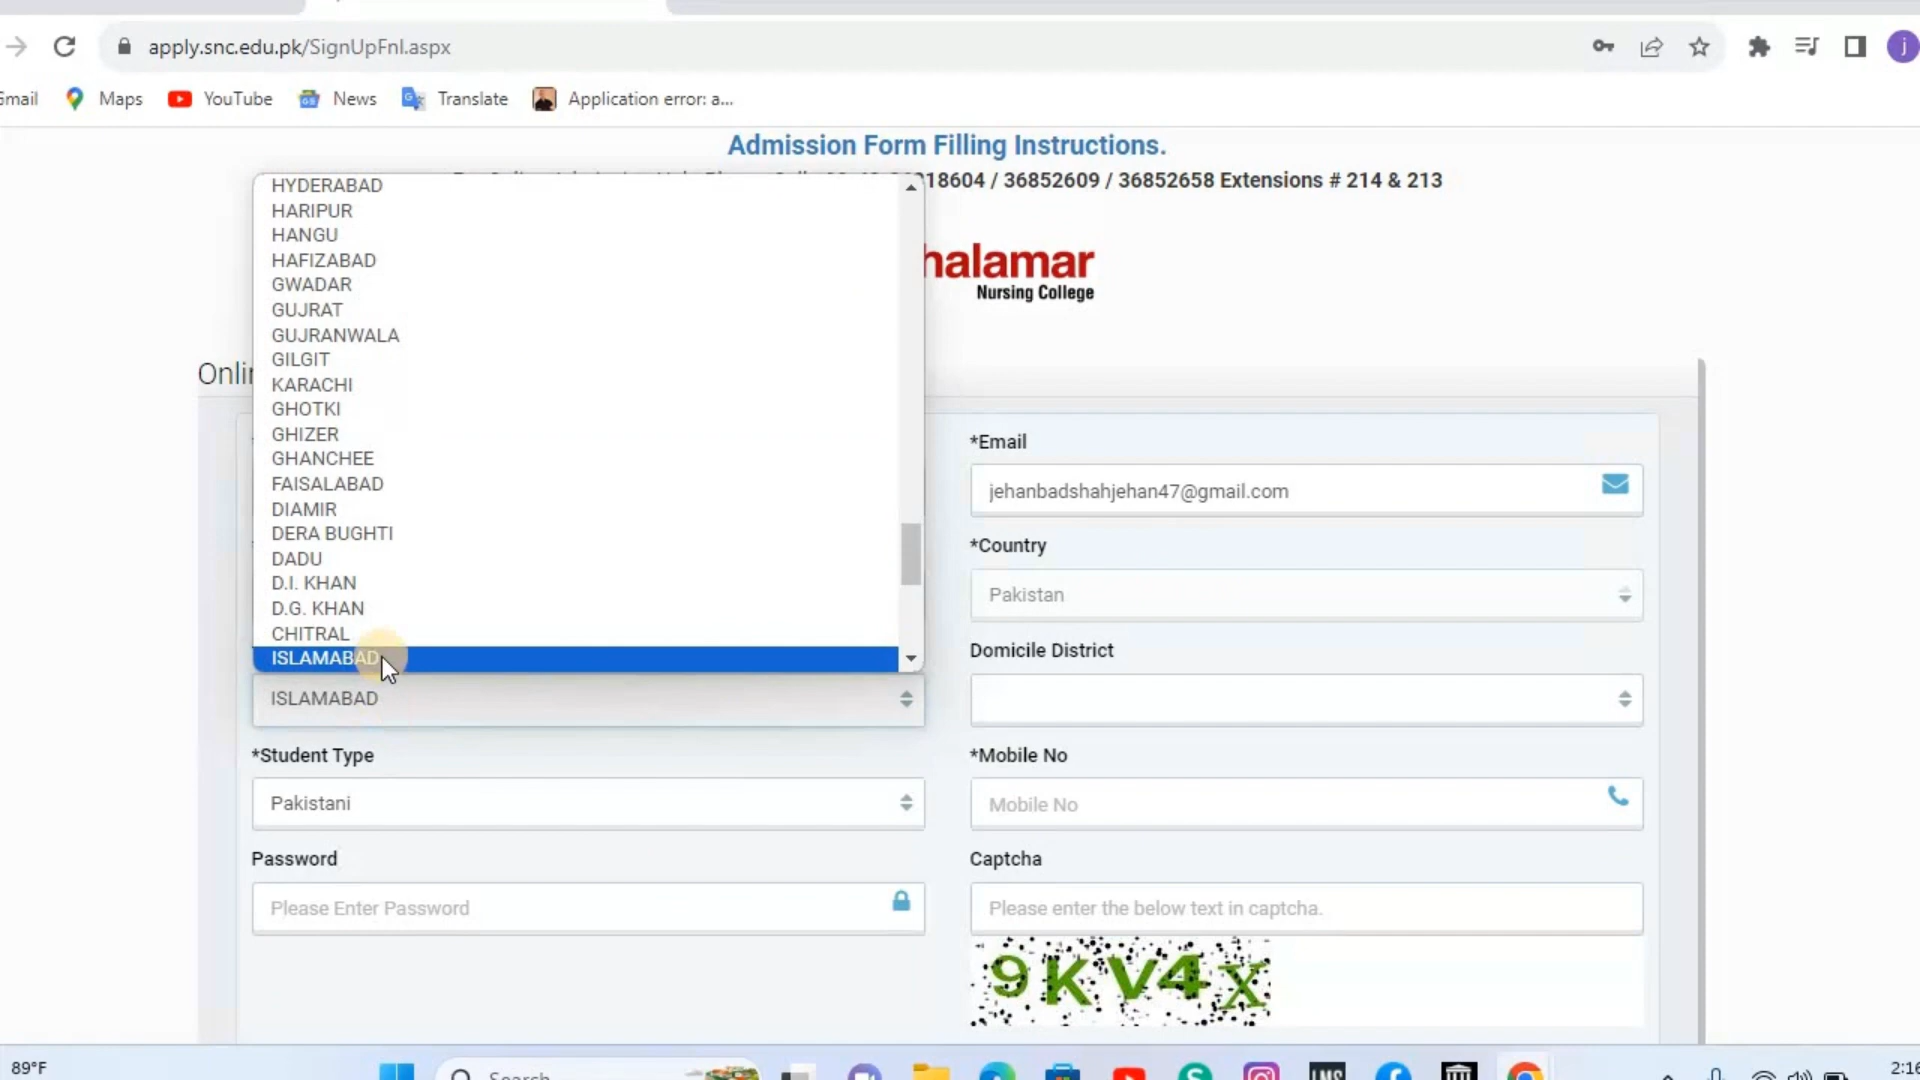 apply.snc.edu.pk/SignUpFnl.aspx
j
Maps YouTube News Translate Application error: a...
Admission Form Filling Instructions.
18604 / 36852609 / 36852658 Extensions # 214 & 213
halamar
Nursing College
HYDERABAD
HARIPUR
HANGU
HAFIZABAD
GWADAR
GUJRAT
GUJRANWALA
GILGIT
KARACHI
GHOTKI
GHIZER
GHANCHEE
FAISALABAD
DIAMIR
DERA BUGHTI
DADU
D.I. KHAN
D.G. KHAN
CHITRAL
ISLAMABAD
ISLAMABAD
*Email
jehanbadshahjehan47@gmail.com
*Country
Pakistan
Domicile District
*Student Type
Pakistani
*Mobile No
Mobile No
Password
Please Enter Password
Captcha
Please enter the below text in captcha.
9KV4X
89°F
Search
LMS
2:16